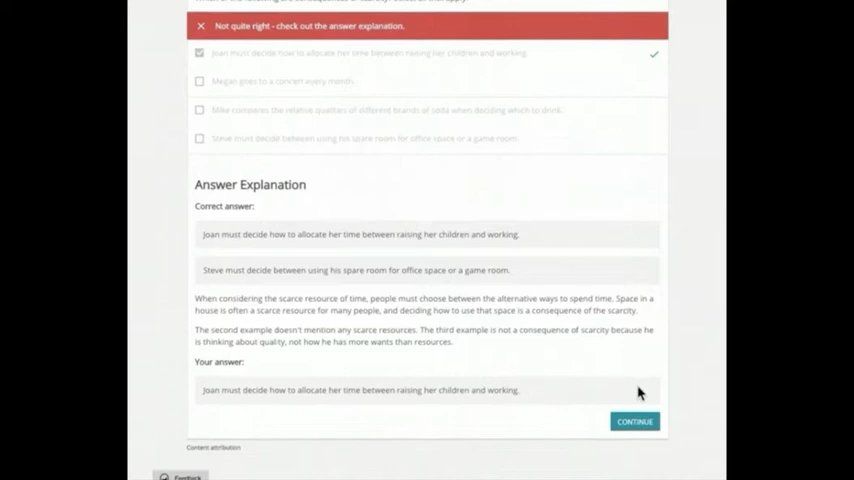 Not quite right - check out the answer explanation.
Joan must decide how to allocate her time between raising her children and working.
Megan goes to a concert every month.
Mike compares the relative qualities of different brands of soda when deciding which to drink.
Steve must decide between using his spare room for office space or a game room.
Answer Explanation
Correct answer:
Joan must decide how to allocate her time between raising her children and working.
Steve must decide between using his spare room for office space or a game room.
When considering the scarce resource of time, people must choose between the alternative ways to spend time. Space in a
house is often a scarce resource for many people, and deciding how to use that space is a consequence of the scarcity.
The second example doesn't mention any scarce resources. The third example is not a consequence of scarcity because he
is thinking about quality, not how he has more wants than resources.
Your answer:
Joan must decide how to allocate her time between raising her children and working.
CONTINUE
Content attribution
Feedback